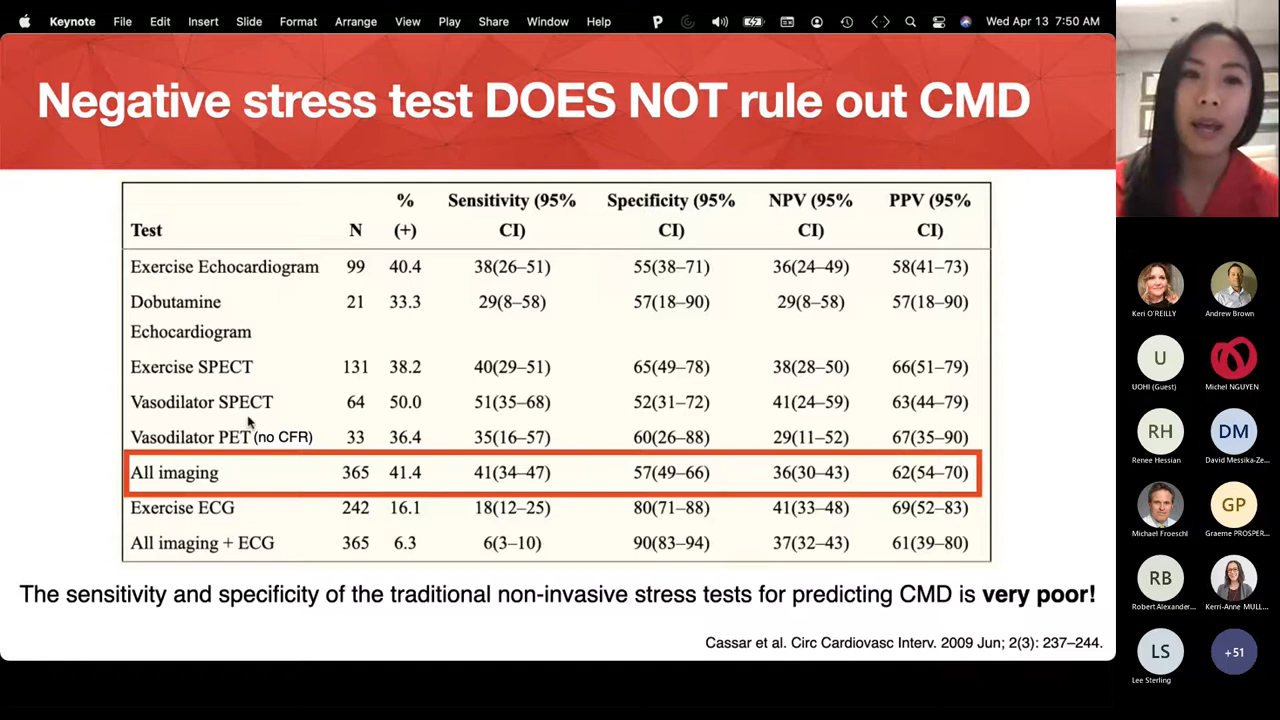 Keynote File Edit Insert Slide Format Arrange View Play Share Window Help Wed Apr 13 7:50 AM
Negative stress test DOES NOT rule out CMD
% Sensitivity (95% Specificity (95% NPV (95% PPV (95%
Test N (+) CI) CI) CI) CI)
Exercise Echocardiogram 99 40.4 38(26–51) 55(38–71) 36(24–49) 58(41–73)
Dobutamine 21 33.3 29(8–58) 57(18–90) 29(8–58) 57(18–90)
Echocardiogram
Exercise SPECT 131 38.2 40(29–51) 65(49–78) 38(28–50) 66(51–79)
Vasodilator SPECT 64 50.0 51(35–68) 52(31–72) 41(24–59) 63(44–79)
Vasodilator PET (no CFR) 33 36.4 35(16–57) 60(26–88) 29(11–52) 67(35–90)
All imaging 365 41.4 41(34–47) 57(49–66) 36(30–43) 62(54–70)
Exercise ECG 242 16.1 18(12–25) 80(71–88) 41(33–48) 69(52–83)
All imaging + ECG 365 6.3 6(3–10) 90(83–94) 37(32–43) 61(39–80)
The sensitivity and specificity of the traditional non-invasive stress tests for predicting CMD is very poor!
Cassar et al. Circ Cardiovasc Interv. 2009 Jun; 2(3): 237–244.
Keri O'REILLY Andrew Brown
U
UOHI (Guest) Michel NGUYEN
RH DM
Renee Hessian David Messika-Ze...
GP
Michael Froeschl Graeme PROSPER...
RB
Robert Alexander... Kerri-Anne MULL...
LS +51
Lee Sterling